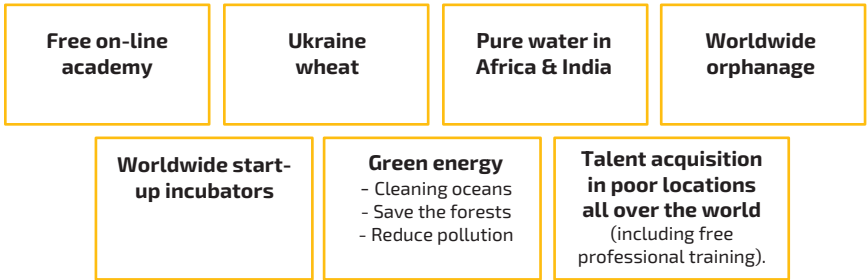 Free on-line
academy
Ukraine
wheat
Pure water in
Africa & India
Worldwide
orphanage
Worldwide start-
up incubators
Green energy
- Cleaning oceans
- Save the forests
- Reduce pollution
Talent acquisition
in poor locations
all over the world
(including free
professional training).